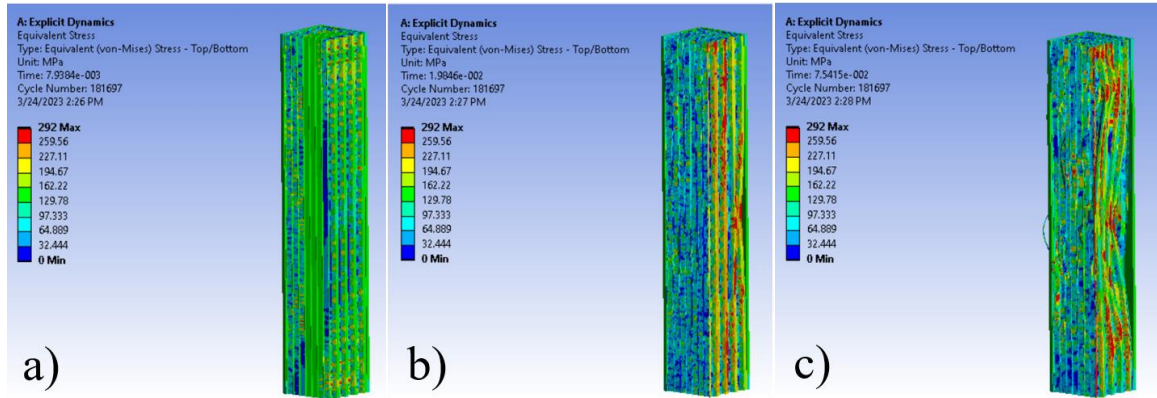 A: Explicit Dynamics
Equivalent Stress
Type: Equivalent (von-Mises) Stress - Top/Bottom
Unit: MPa
Time: 7.9384e-003
Cycle Number: 181697
3/24/2023 2:26 PM
292 Max
259.56
227.11
194.67
162.22
129.78
97.333
64.889
32.444
0 Min
a)
A: Explicit Dynamics
Equivalent Stress
Type: Equivalent (von-Mises) Stress - Top/Bottom
Unit: MPa
Time: 1.9846e-002
Cycle Number: 181697
3/24/2023 2:27 PM
292 Max
259.56
227.11
194.67
162.22
129.78
97.333
64.889
32.444
0 Min
b)
A: Explicit Dynamics
Equivalent Stress
Type: Equivalent (von-Mises) Stress - Top/Bottom
Unit: MPa
Time: 7.5415e-002
Cycle Number: 181697
3/24/2023 2:28 PM
292 Max
259.56
227.11
194.67
162.22
129.78
97.333
64.889
32.444
0 Min
c)